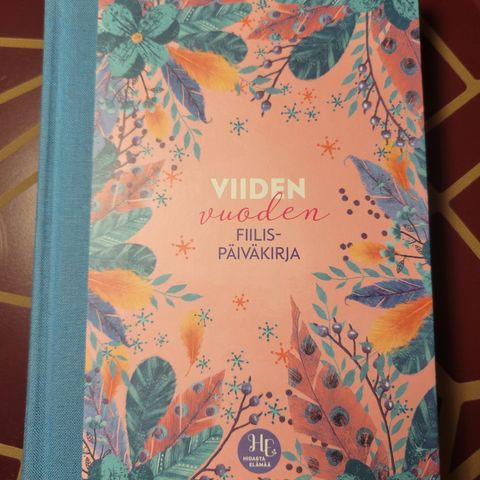 VIIDEN
vuoden
FIILIS-
PÄIVÄKIRJA
HE
HIDASTA
ELÄMÄÄ